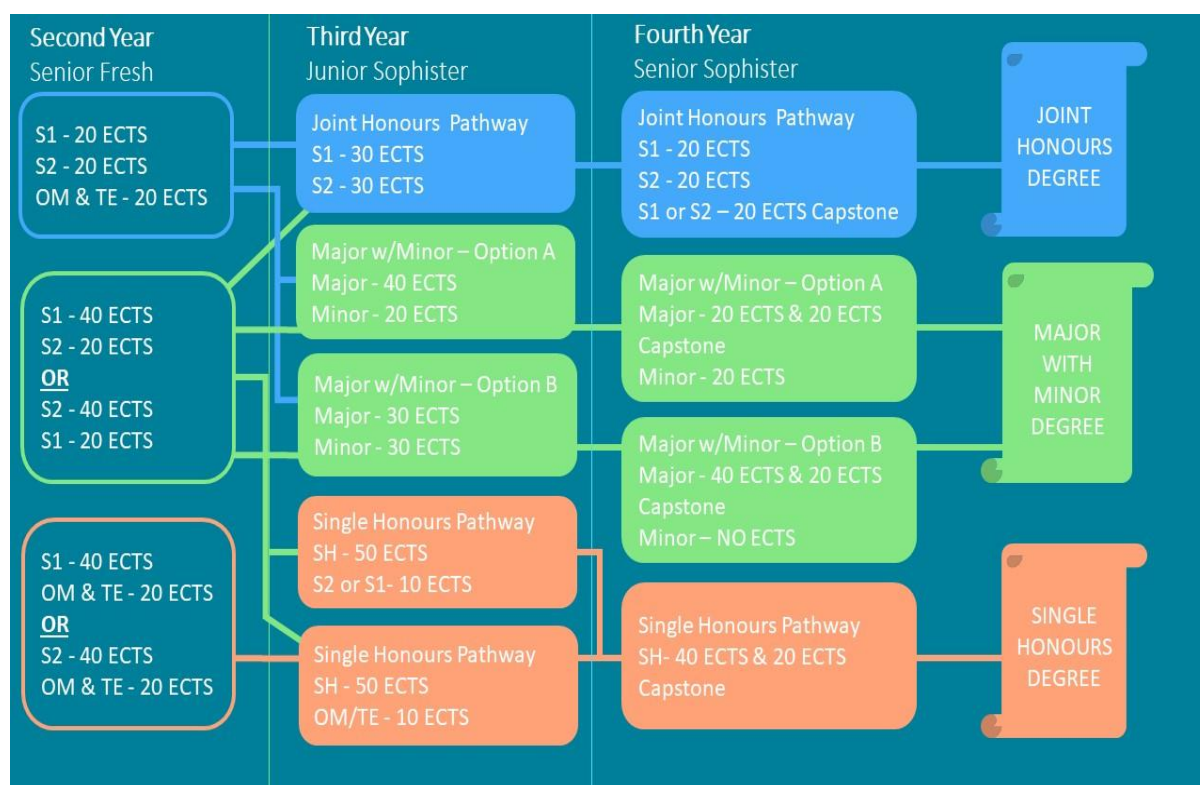 Second Year
Senior Fresh
S1 - 20 ECTS
S2 - 20 ECTS
OM & TE - 20 ECTS
S1 - 40 ECTS
S2 - 20 ECTS
OR
S2 - 40 ECTS
S1 - 20 ECTS
S1 - 40 ECTS
OM & TE - 20 ECTS
OR
S2 - 40 ECTS
OM & TE - 20 ECTS
Third Year
Junior Sophister
Joint Honours Pathway
S1 - 30 ECTS
S2 - 30 ECTS
Major w/Minor – Option A
Major - 40 ECTS
Minor - 20 ECTS
Major w/Minor – Option B
Major - 30 ECTS
Minor - 30 ECTS
Single Honours Pathway
SH - 50 ECTS
S2 or S1- 10 ECTS
Single Honours Pathway
SH - 50 ECTS
OM/TE - 10 ECTS
Fourth Year
Senior Sophister
Joint Honours Pathway
S1 - 20 ECTS
S2 - 20 ECTS
S1 or S2 – 20 ECTS Capstone
Major w/Minor – Option A
Major - 20 ECTS & 20 ECTS
Capstone
Minor - 20 ECTS
Major w/Minor – Option B
Major - 40 ECTS & 20 ECTS
Capstone
Minor – NO ECTS
Single Honours Pathway
SH- 40 ECTS & 20 ECTS
Capstone
JOINT
HONOURS
DEGREE
MAJOR
WITH
MINOR
DEGREE
SINGLE
HONOURS
DEGREE